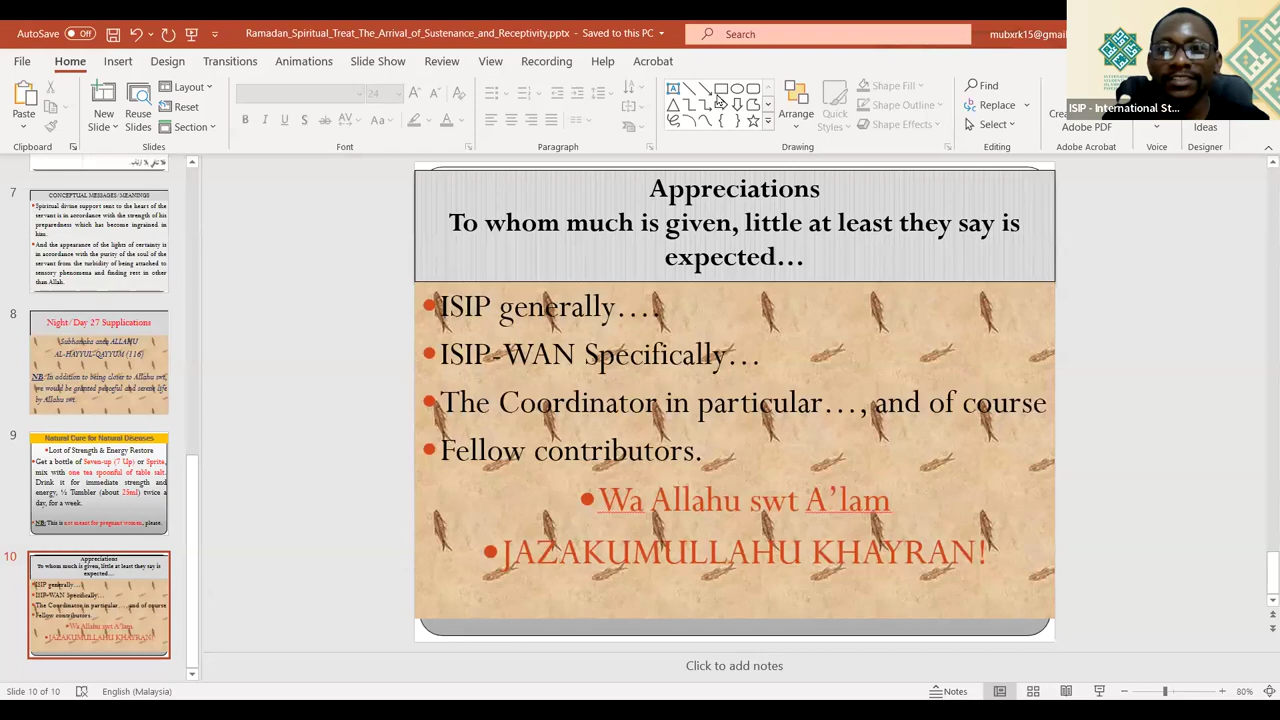 AutoSave Off
Ramadan_Spiritual_Treat_The_Arrival_of_Sustenance_and_Receptivity.pptx - Saved to this PC
Search
mubxrk15@gmail
File Home Insert Design Transitions Animations Slide Show Review View Recording Help Acrobat
Paste
New Slide
Reuse Slides
Layout
Reset
Section
24
Arrange
Quick Styles
Shape Fill
Shape Outline
Shape Effects
Find
Replace
Select
Adobe PDF
Ideas
Clipboard
Slides
Font
Paragraph
Drawing
Editing
Adobe Acrobat
Voice
Designer
ISIP - International St...
7
CONCEPTUAL MESSAGES/MEANINGS
Spiritual divine support sent to the heart of the
servant is in accordance with the strength of his
preparedness which has become ingrained in
him.
And the appearance of the lights of certainty is
in accordance with the purity of the soul of the
servant from the turbidity of being attached to
sensory phenomena and finding rest in other
than Allah.
8
Night/Day 27 Supplications
Subhanaka anta ALLAHU
AL-HAYYUL-QAYYUM (116)
NB: In addition to being closer to Allahu swt,
we would be granted peaceful and serene life
by Allahu swt.
9
Natural Cure for Natural Diseases
Lost of Strength & Energy Restore
Get a bottle of Seven-up (7 Up) or Sprite,
mix with one tea spoonful of table salt.
Drink it for immediate strength and
energy, ½ Tumbler (about 25ml) twice a
day, for a week.
NB: This is not meant for pregnant women, please.
10
Appreciations
To whom much is given, little at least they say is
expected…
ISIP generally….
ISIP-WAN Specifically…
The Coordinator in particular…, and of course
Fellow contributors.
Wa Allahu swt A'lam
JAZAKUMULLAHU KHAYRAN!
Appreciations
To whom much is given, little at least they say is
expected…
•ISIP generally….
•ISIP-WAN Specifically…
•The Coordinator in particular…, and of course
•Fellow contributors.
•Wa Allahu swt A’lam
•JAZAKUMULLAHU KHAYRAN!
Click to add notes
Slide 10 of 10
English (Malaysia)
Notes
80%